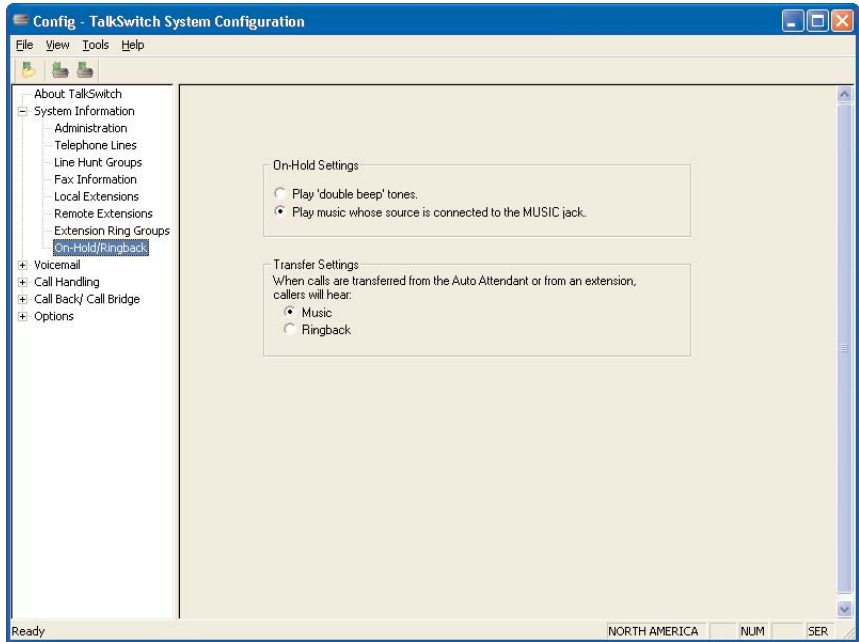 Config - TalkSwitch System Configuration
File View Tools Help
About TalkSwitch
System Information
Administration
Telephone Lines
Line Hunt Groups
Fax Information
Local Extensions
Remote Extensions
Extension Ring Groups
On-Hold/Ringback
Voicemail
Call Handling
Call Back/ Call Bridge
Options
On-Hold Settings
Play 'double beep' tones.
Play music whose source is connected to the MUSIC jack.
Transfer Settings
When calls are transferred from the Auto Attendant or from an extension,
callers will hear:
Music
Ringback
Ready
NORTH AMERICA NUM SER